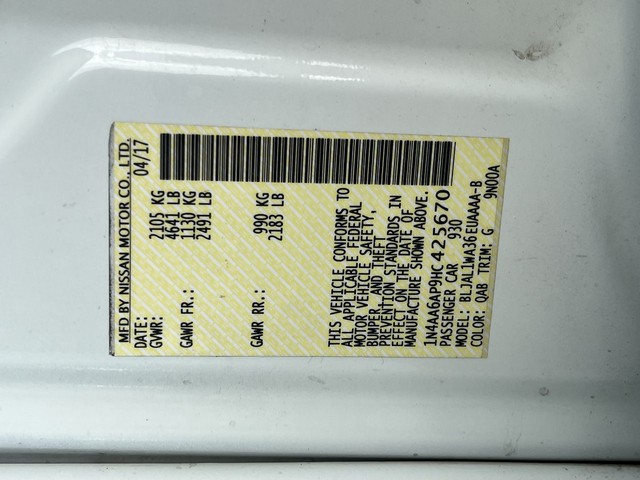 MFD BY NISSAN MOTOR CO., LTD.
DATE: 04/17
GVWR: 2105 KG
4641 LB
GAWR FR.: 1130 KG
2491 LB
GAWR RR.: 990 KG
2183 LB
THIS VEHICLE CONFORMS TO
ALL APPLICABLE FEDERAL
MOTOR VEHICLE SAFETY,
BUMPER, AND THEFT
PREVENTION STANDARDS IN
EFFECT ON THE DATE OF
MANUFACTURE SHOWN ABOVE.
1N4AA6AP9HC425670
PASSENGER CAR 930
MODEL: BLJAL1WA36EUAAAA-B
COLOR: QAB TRIM: G 9N00A